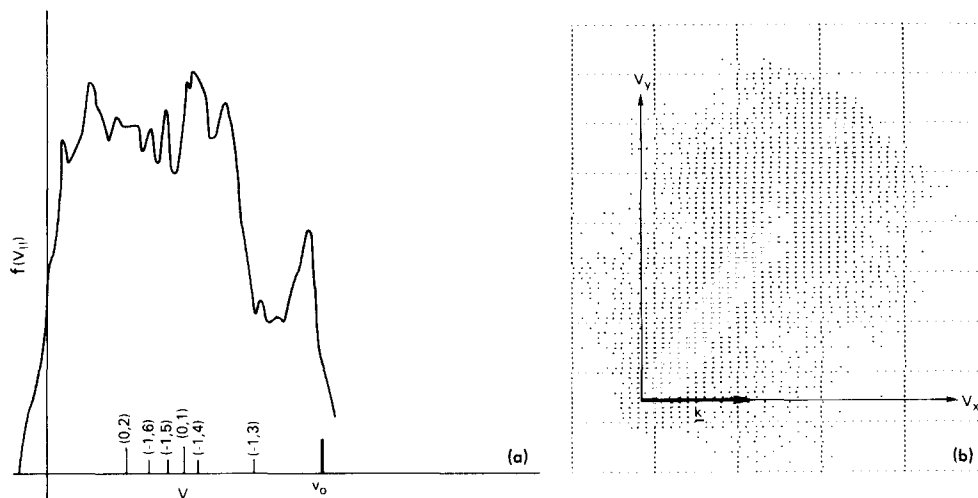 f(V||)
(0,2)
(-1,6)
(-1,5)
(0,1)
(-1,4)
(-1,3)
V
v₀
(a)
Vy
Vx
k
(b)